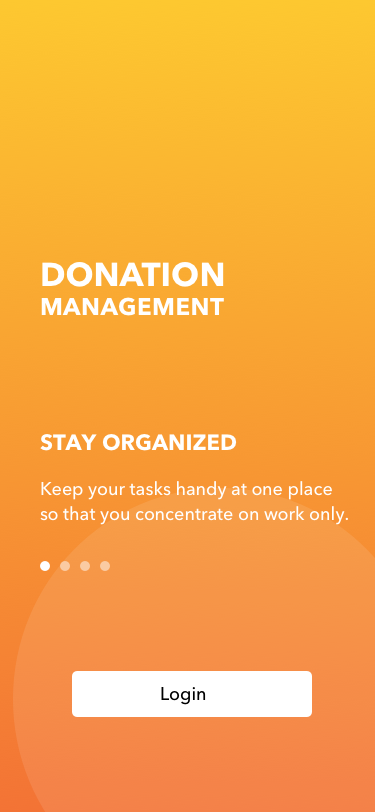 DONATION
MANAGEMENT
STAY ORGANIZED
Keep your tasks handy at one place
so that you concentrate on work only.
Login